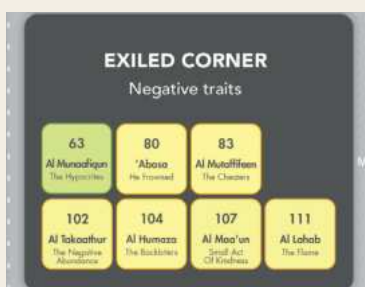 EXILED CORNER
Negative traits
63
Al Munaafiqun
The Hypocrites
80
'Abasa
He Frowned
83
Al Mutaffifeen
The Cheaters
102
Al Takaathur
The Negative
Abundance
104
Al Humaza
The Backbiters
107
Al Maa'un
Small Act
Of Kindness
111
Al Lahab
The Flame